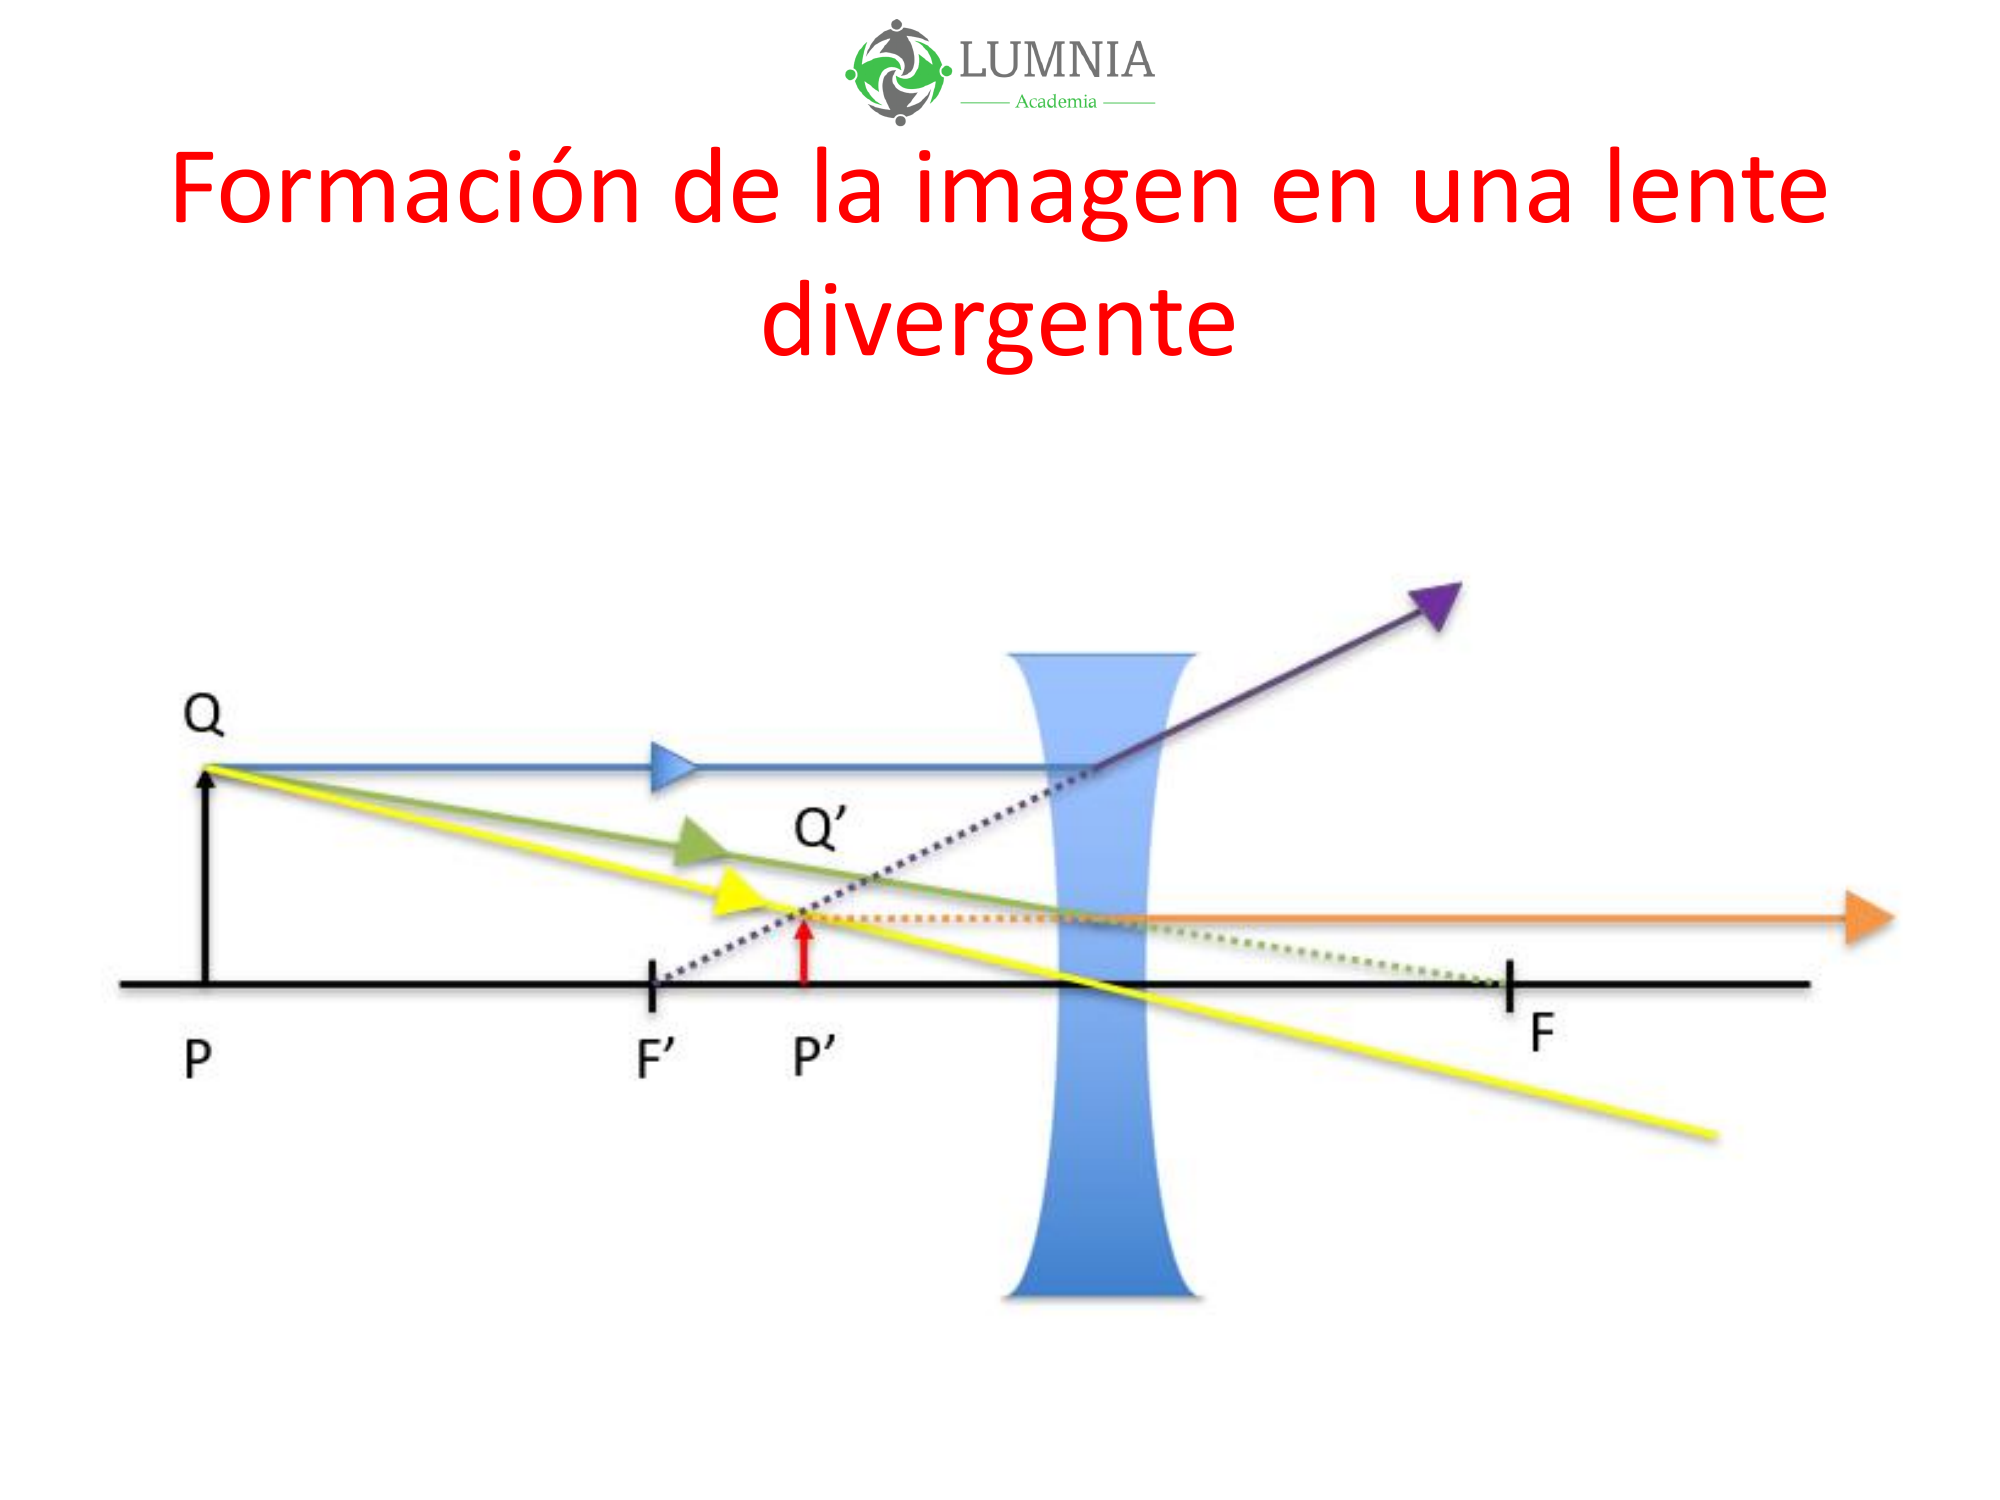 LUMNIA
Academia
Formación de la imagen en una lente
divergente
Q
Q’
F
P
F’
P’